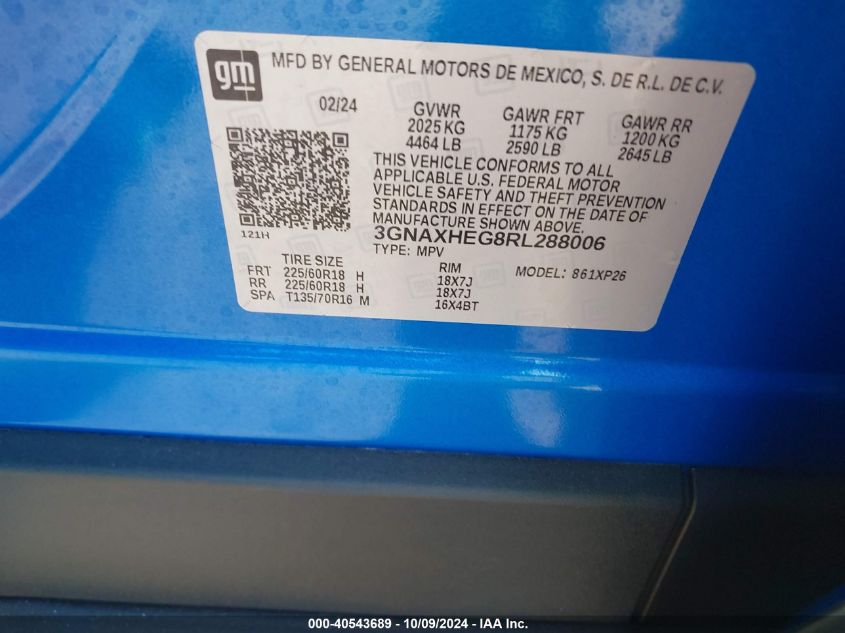 gm MFD BY GENERAL MOTORS DE MEXICO, S. DE R.L. DE C.V.
02/24 GVWR GAWR FRT GAWR RR
2025 KG 1175 KG 1200 KG
4464 LB 2590 LB 2645 LB
THIS VEHICLE CONFORMS TO ALL
APPLICABLE U.S. FEDERAL MOTOR
VEHICLE SAFETY AND THEFT PREVENTION
STANDARDS IN EFFECT ON THE DATE OF
MANUFACTURE SHOWN ABOVE.
121H 3GNAXHEG8RL288006
TYPE: MPV
TIRE SIZE RIM MODEL: 861XP26
FRT 225/60R18 H 18X7J
RR 225/60R18 H 18X7J
SPA T135/70R16 M 16X4BT
000-40543689 - 10/09/2024 - IAA Inc.